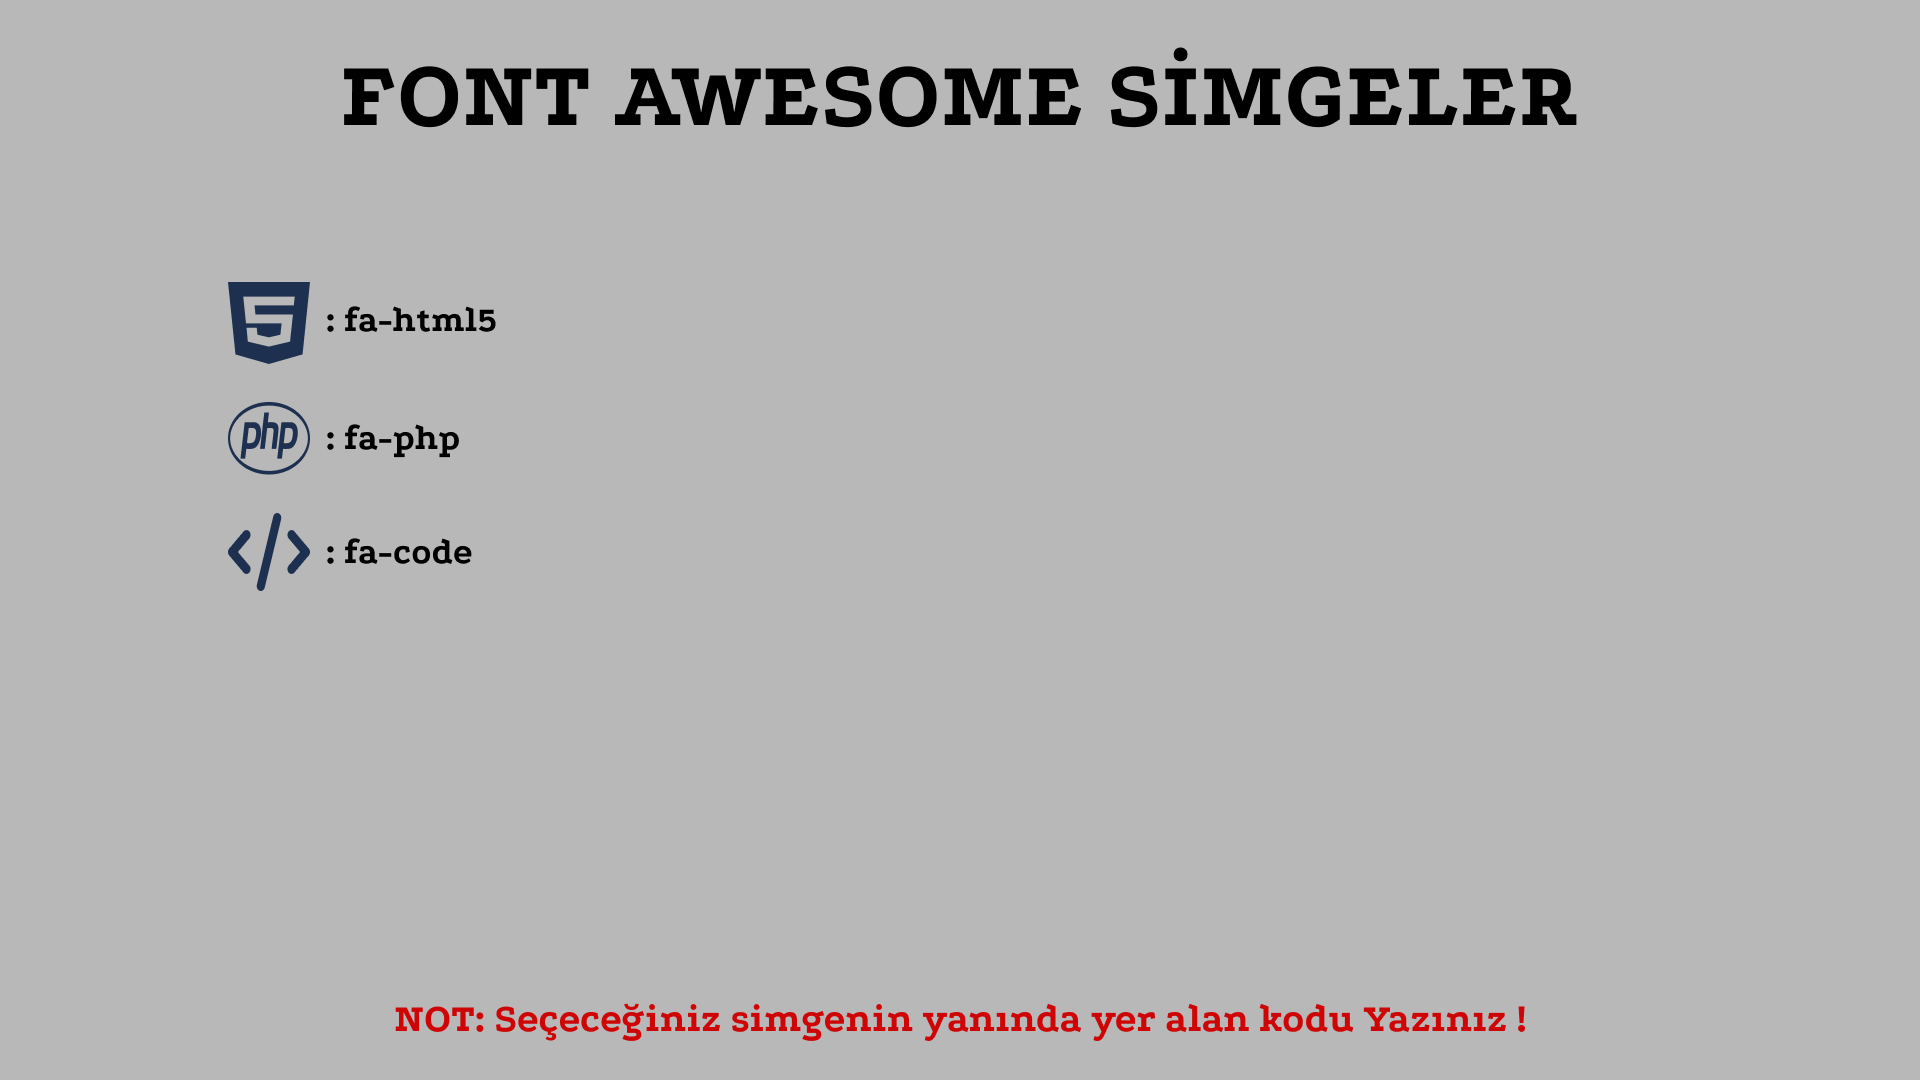 FONT AWESOME SİMGELER
: fa-html5
php : fa-php
: fa-code
NOT: Seçeceğiniz simgenin yanında yer alan kodu Yazınız !